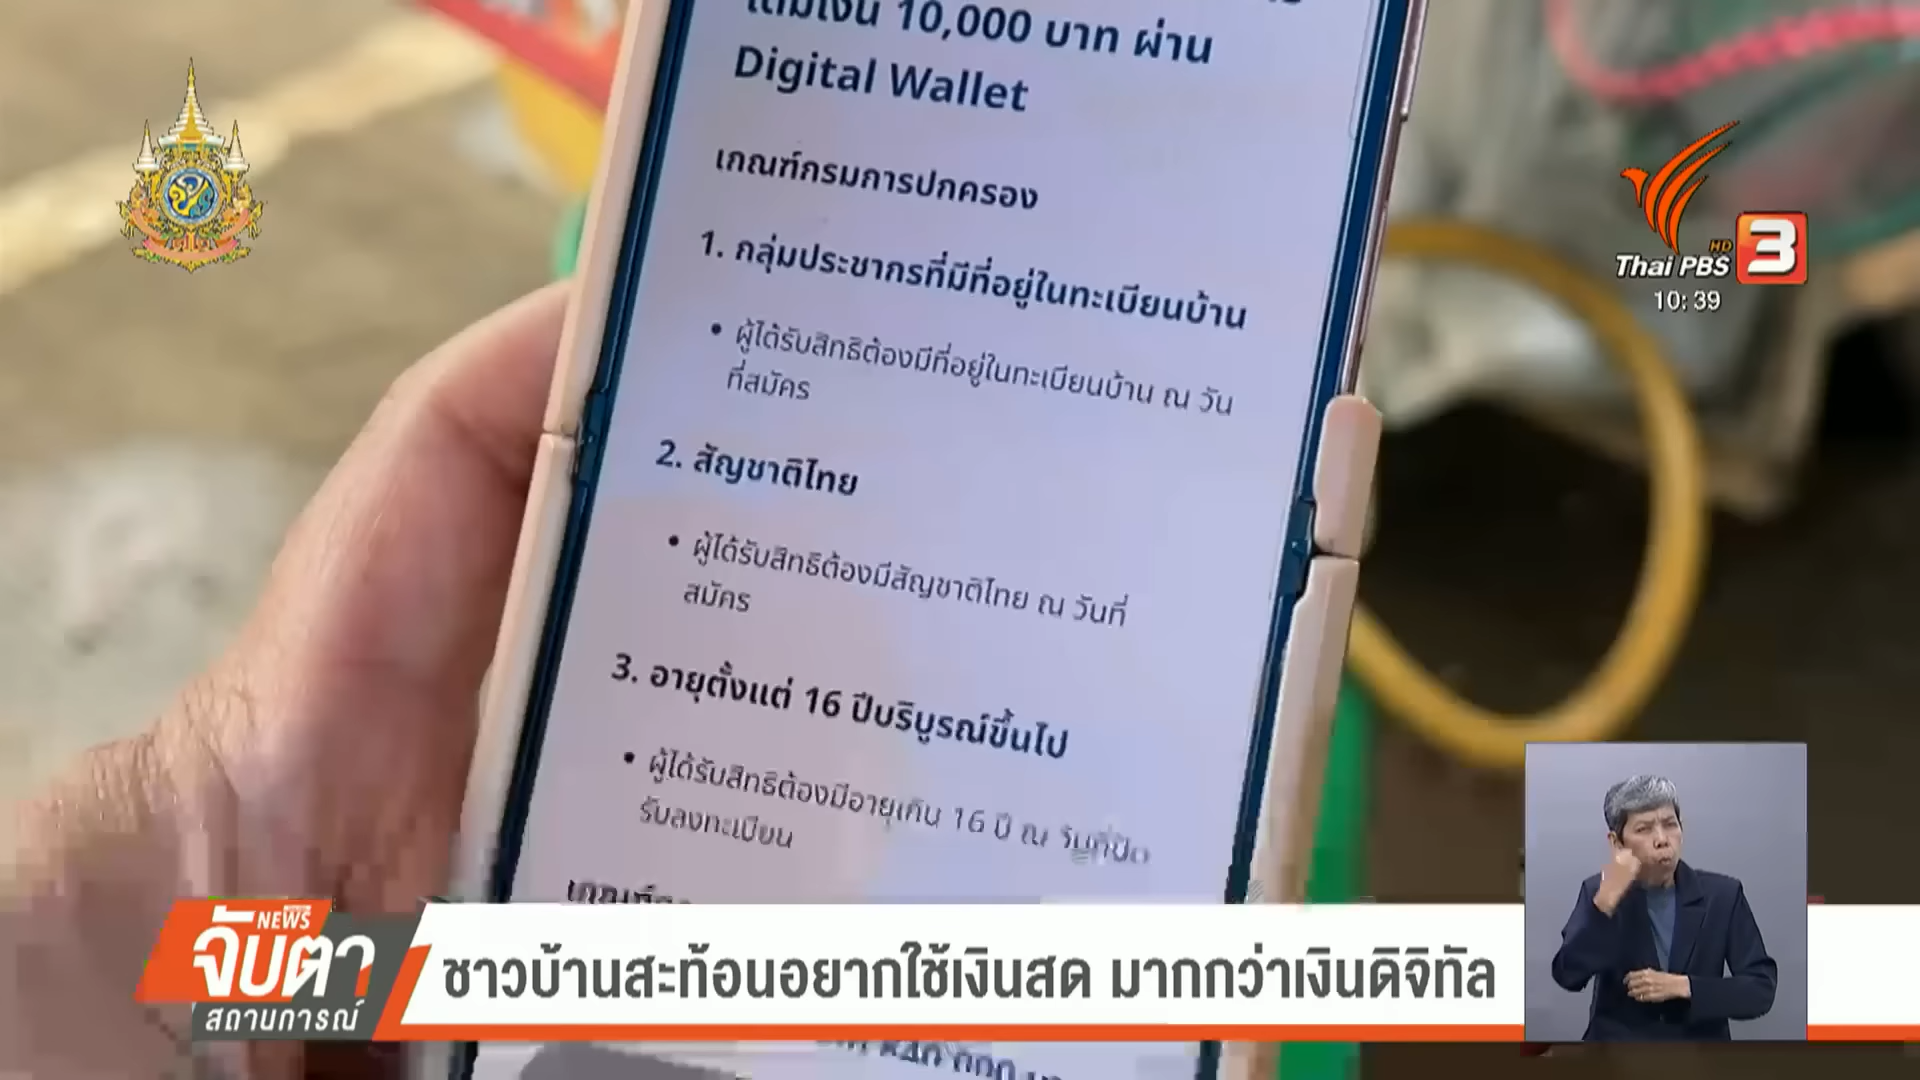 เติมเงิน 10,000 บาท ผ่าน
Digital Wallet
เกณฑ์กรมการปกครอง
1. กลุ่มประชากรที่มีที่อยู่ในทะเบียนบ้าน
• ผู้ได้รับสิทธิต้องมีที่อยู่ในทะเบียนบ้าน ณ วัน
ที่สมัคร
2. สัญชาติไทย
• ผู้ได้รับสิทธิต้องมีสัญชาติไทย ณ วันที่
สมัคร
3. อายุตั้งแต่ 16 ปีบริบูรณ์ขึ้นไป
• ผู้ได้รับสิทธิต้องมีอายุเกิน 16 ปี ณ วันที่ปิด
รับลงทะเบียน
Thai PBS HD 3
10:39
NEWS
จับตา
สถานการณ์
ชาวบ้านสะท้อนอยากใช้เงินสด มากกว่าเงินดิจิทัล